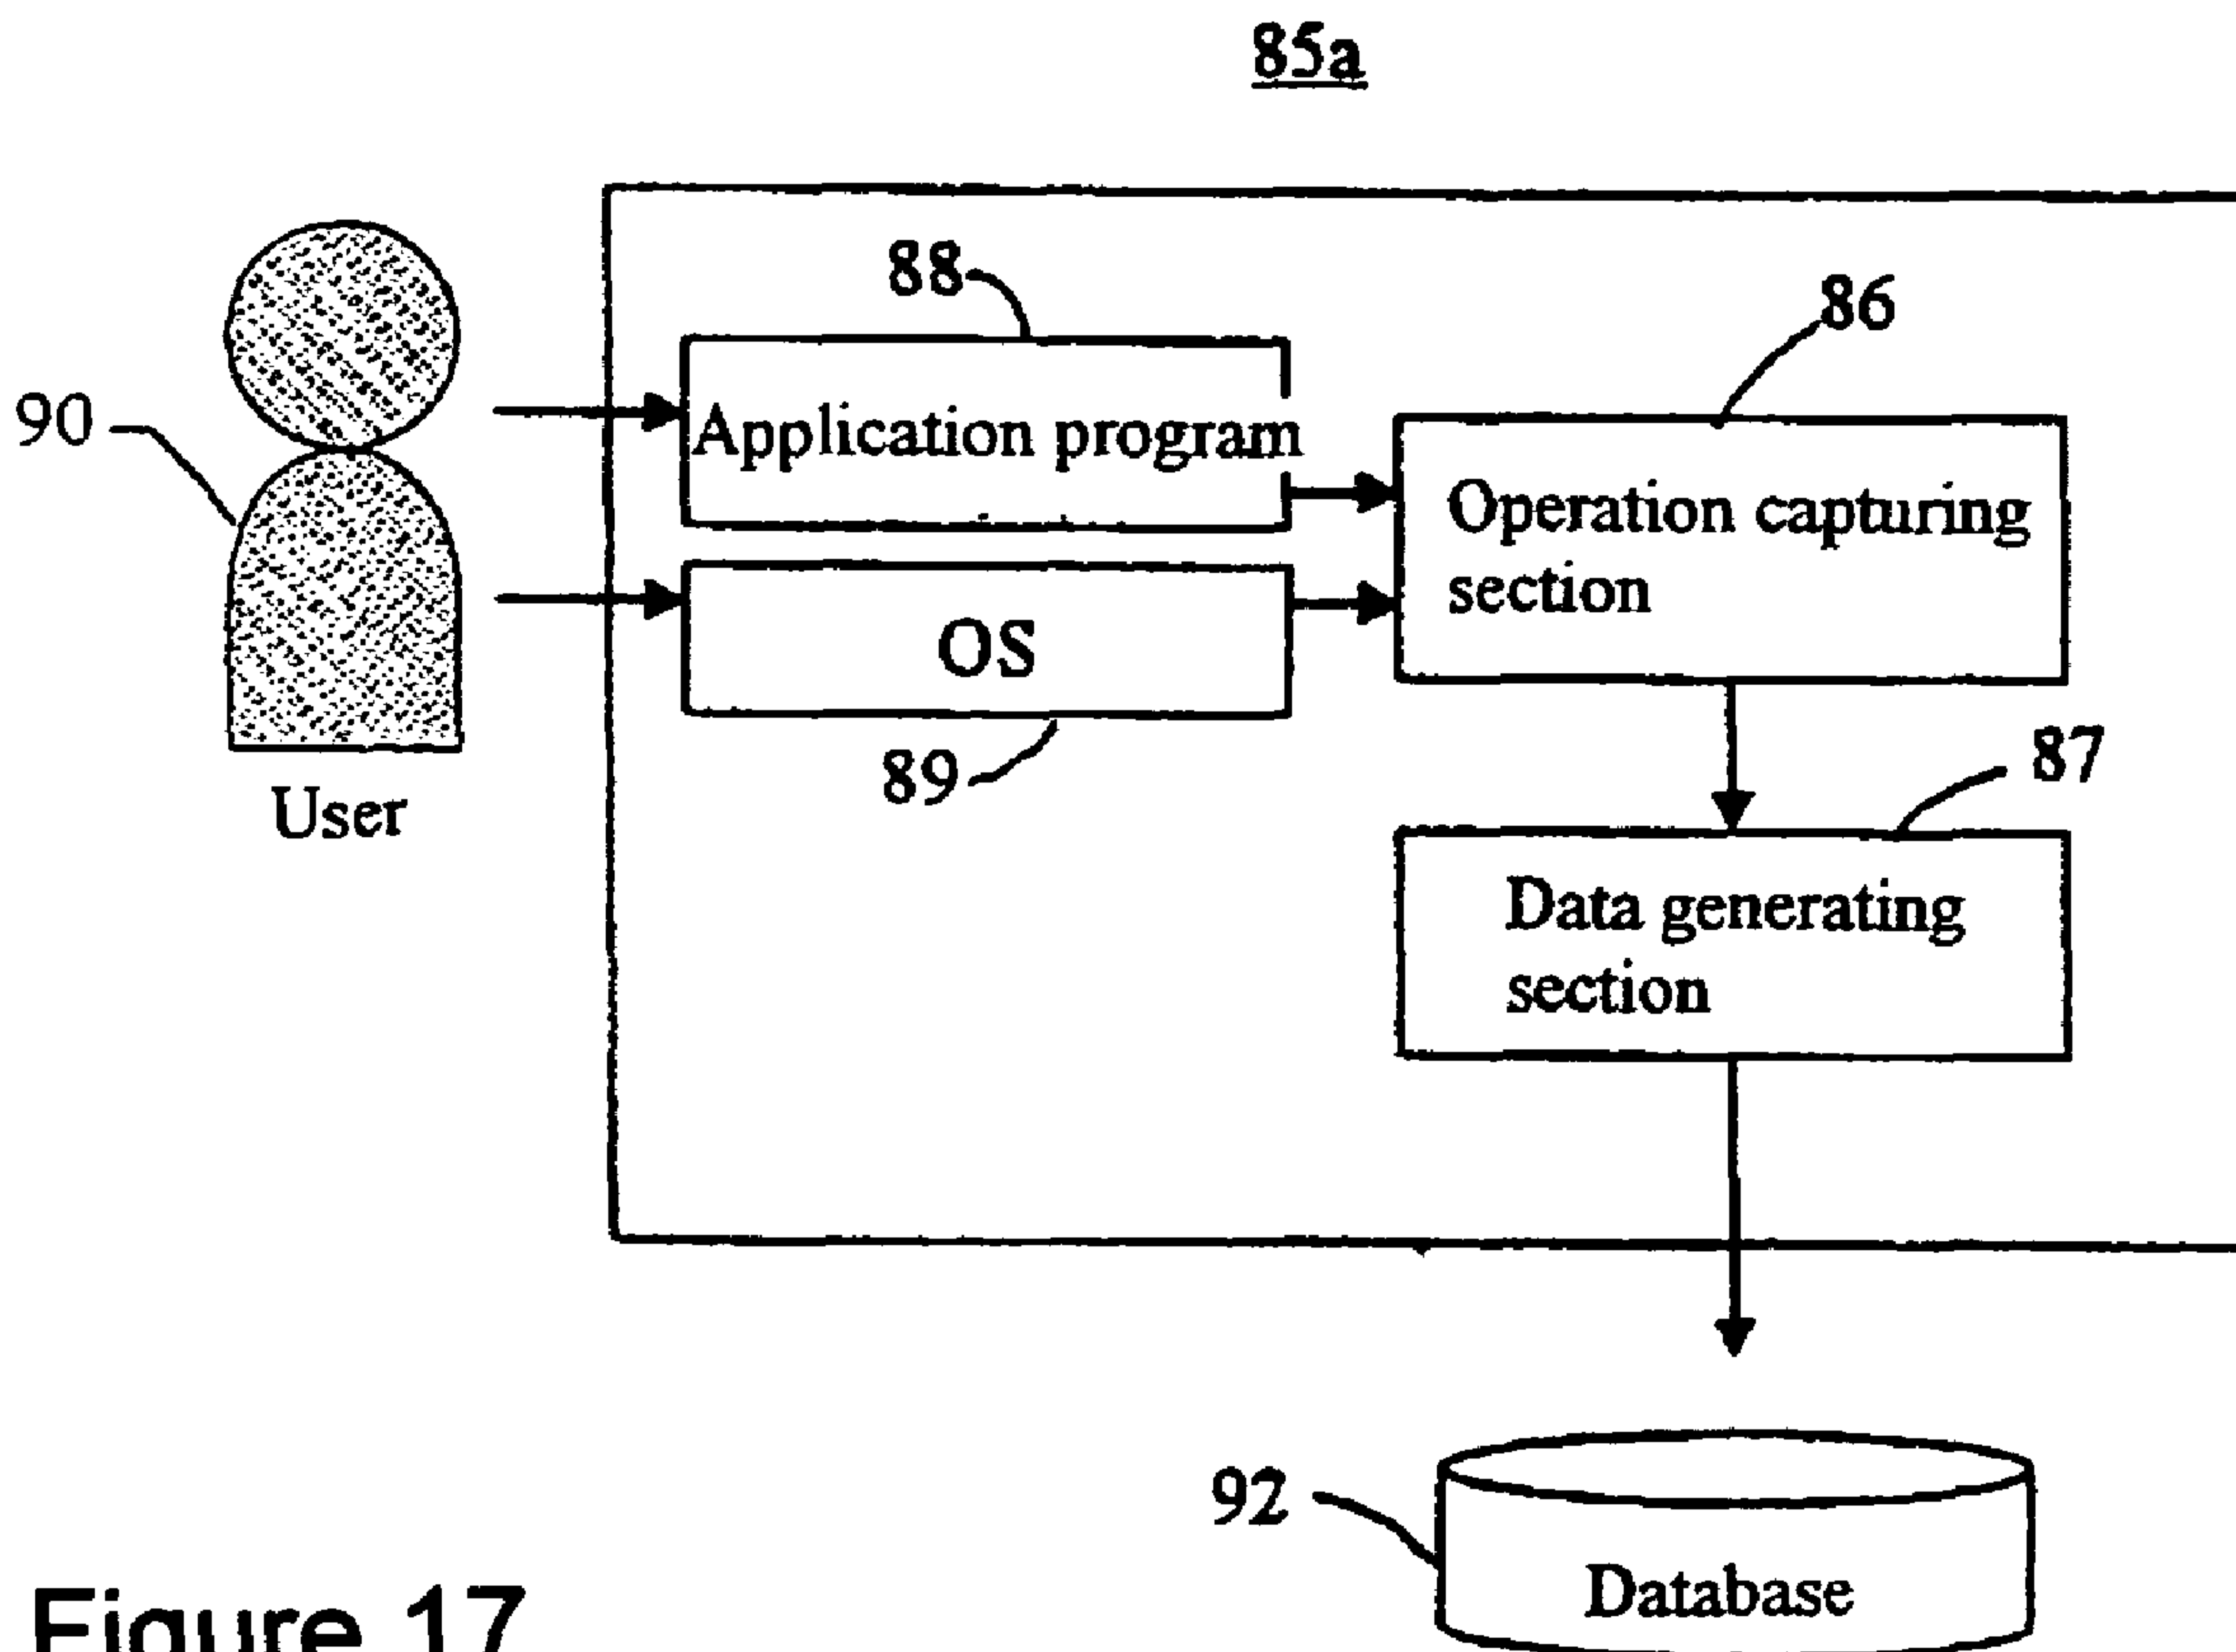 85a
88
86
90
Application program
Operation capturing
section
OS
89
87
User
Data generating
section
92
Database
Figure 17